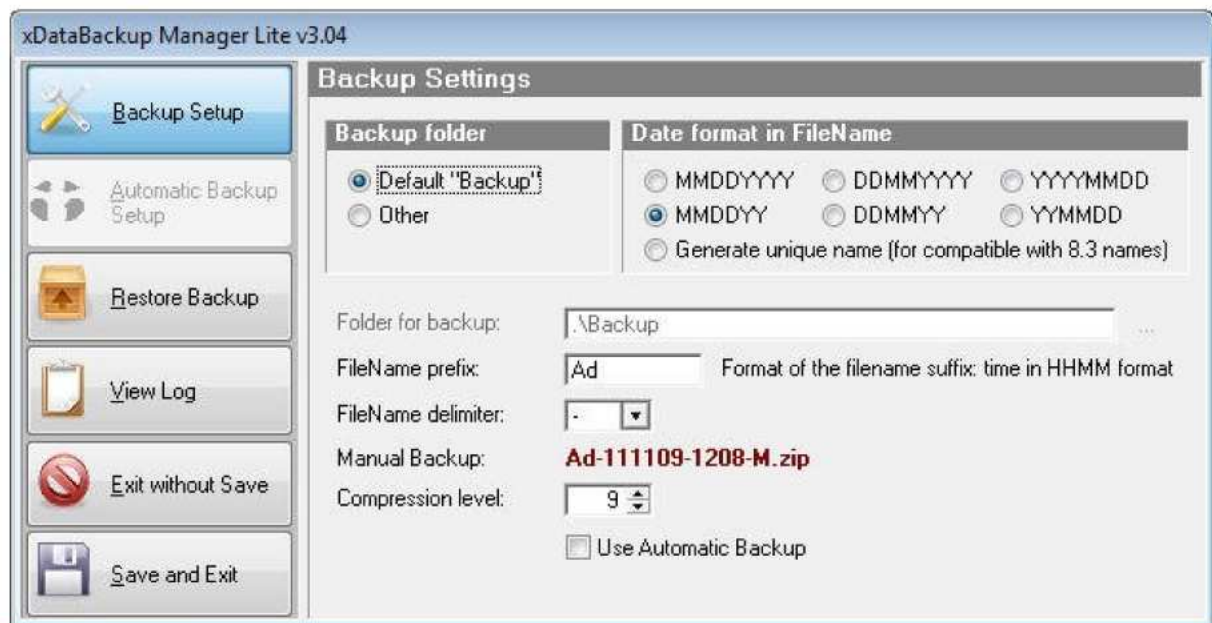 xDataBackup Manager Lite v3.04
Backup Setup
Automatic Backup
Setup
Restore Backup
View Log
Exit without Save
Save and Exit
Backup Settings
Backup folder
Default "Backup"
Other
Date format in FileName
MMDDYYYY DDMMYYYY YYYYMMDD
MMDDYY DDMMYY YYMMDD
Generate unique name (for compatible with 8.3 names)
Folder for backup: .\Backup ...
FileName prefix: Ad Format of the filename suffix: time in HHMM format
FileName delimiter: -
Manual Backup: Ad-111109-1208-M.zip
Compression level: 9
Use Automatic Backup